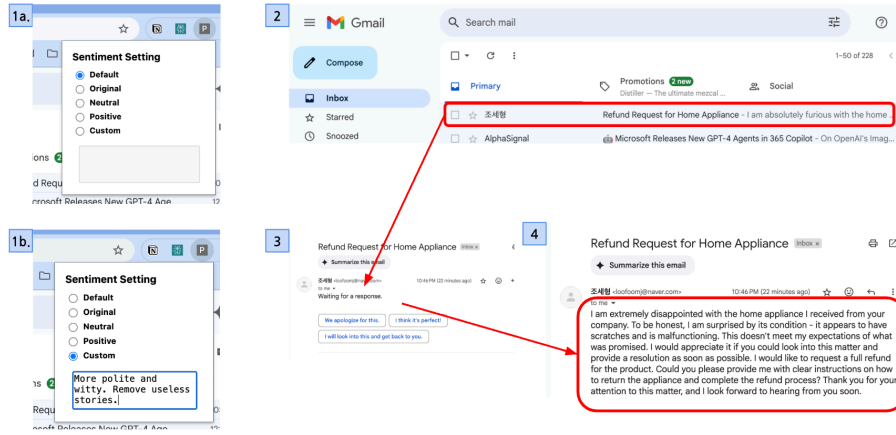 1a.
P
Sentiment Setting
Default
Original
Neutral
Positive
Custom
ions 2
d Requ
crosoft Releases New GPT-4 Age
12
1b.
P
Sentiment Setting
Default
Original
Neutral
Positive
Custom
More polite and
witty. Remove useless
stories.
ns 2
Requ
osoft Releases New GPT-4 Age
12:
2
Gmail
Search mail
Compose
1–50 of 228
Primary
Promotions 2 new
Distiller — The ultimate mezcal ...
Social
Inbox
조세형
Refund Request for Home Appliance - I am absolutely furious with the home ...
Starred
Snoozed
AlphaSignal
Microsoft Releases New GPT-4 Agents in 365 Copilot - On OpenAI's Imag...
3
Refund Request for Home Appliance Inbox x
Summarize this email
조세형 <loofoomj@naver.com> 10:46 PM (22 minutes ago)
to me
Waiting for a response.
We apologize for this.
I think it's perfect!
I will look into this and get back to you.
4
Refund Request for Home Appliance Inbox x
Summarize this email
조세형 <loofoomj@naver.com> 10:46 PM (22 minutes ago)
to me
I am extremely disappointed with the home appliance I received from your
company. To be honest, I am surprised by its condition - it appears to have
scratches and is malfunctioning. This doesn't meet my expectations of what
was promised. I would appreciate it if you could look into this matter and
provide a resolution as soon as possible. I would like to request a full refund
for the product. Could you please provide me with clear instructions on how
to return the appliance and complete the refund process? Thank you for your
attention to this matter, and I look forward to hearing from you soon.